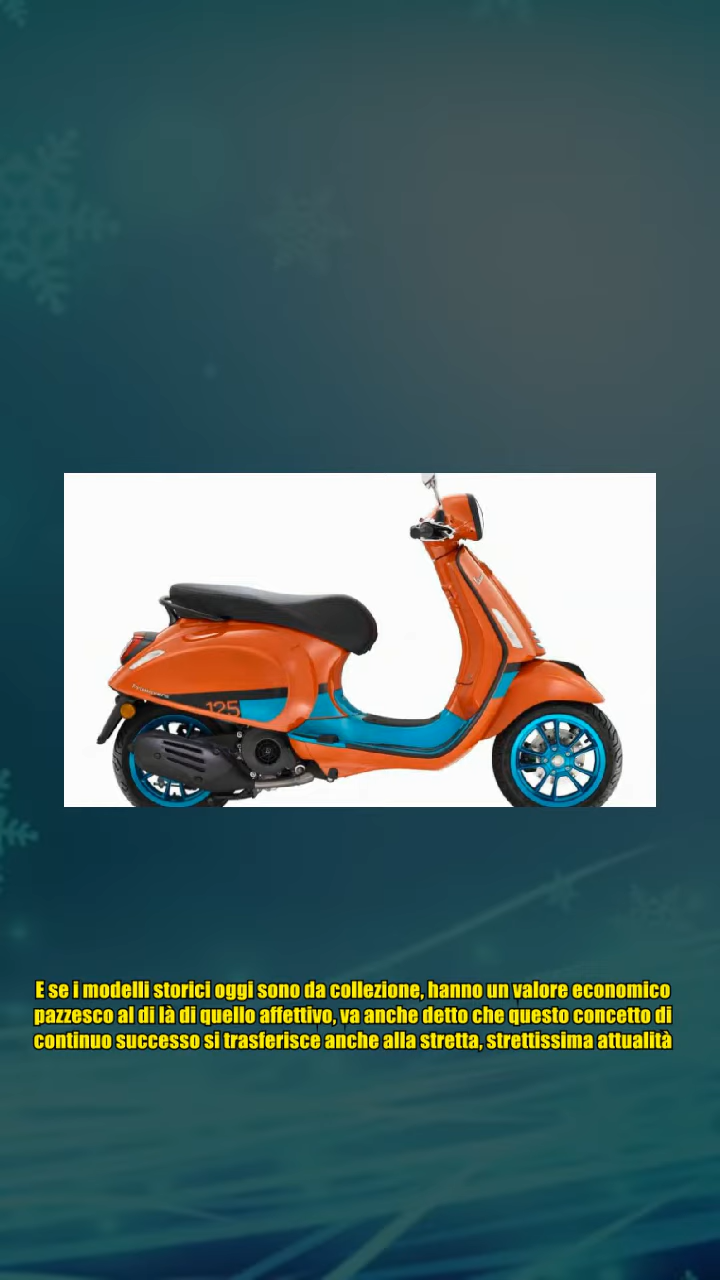 125
E se i modelli storici oggi sono da collezione, hanno un valore economico
pazzesco al di là di quello affettivo, va anche detto che questo concetto di
continuo successo si trasferisce anche alla stretta, strettissima attualità